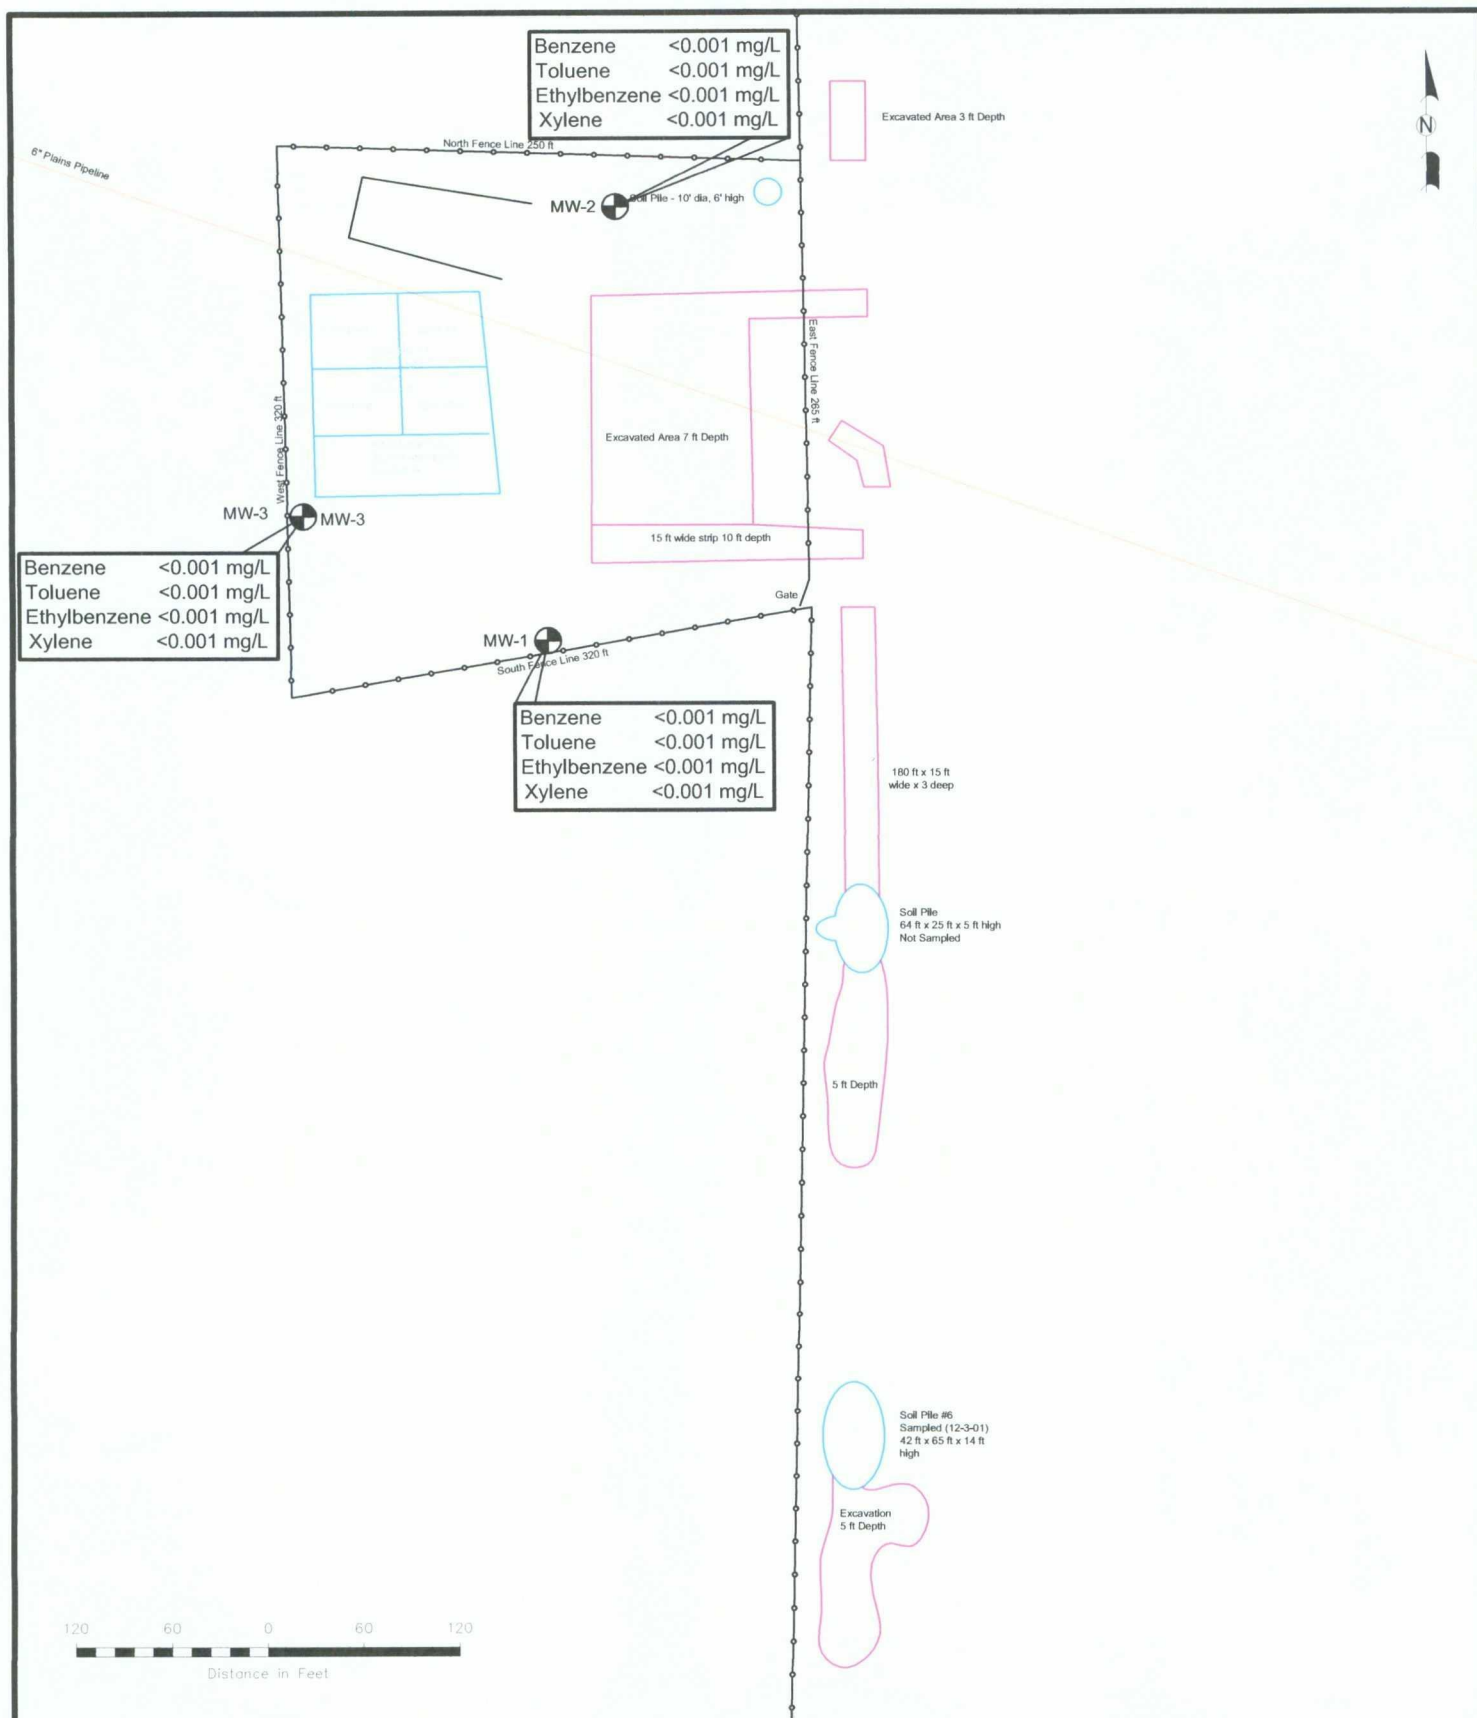 Benzene <0.001 mg/L
Toluene <0.001 mg/L
Ethylbenzene <0.001 mg/L
Xylene <0.001 mg/L
Excavated Area 3 ft Depth
N
North Fence Line 250 ft
6" Plains Pipeline
MW-2
Soil Pile - 10' dia, 6' high
East Fence Line 265 ft
West Fence Line 320 ft
Excavated Area 7 ft Depth
MW-3
MW-3
15 ft wide strip 10 ft depth
Benzene <0.001 mg/L
Toluene <0.001 mg/L
Ethylbenzene <0.001 mg/L
Xylene <0.001 mg/L
Gate
MW-1
South Fence Line 320 ft
Benzene <0.001 mg/L
Toluene <0.001 mg/L
Ethylbenzene <0.001 mg/L
Xylene <0.001 mg/L
180 ft x 15 ft
wide x 3 deep
Soil Pile
64 ft x 25 ft x 5 ft high
Not Sampled
5 ft Depth
Soil Pile #6
Sampled (12-3-01)
42 ft x 65 ft x 14 ft
high
Excavation
5 ft Depth
120 60 0 60 120
Distance in Feet